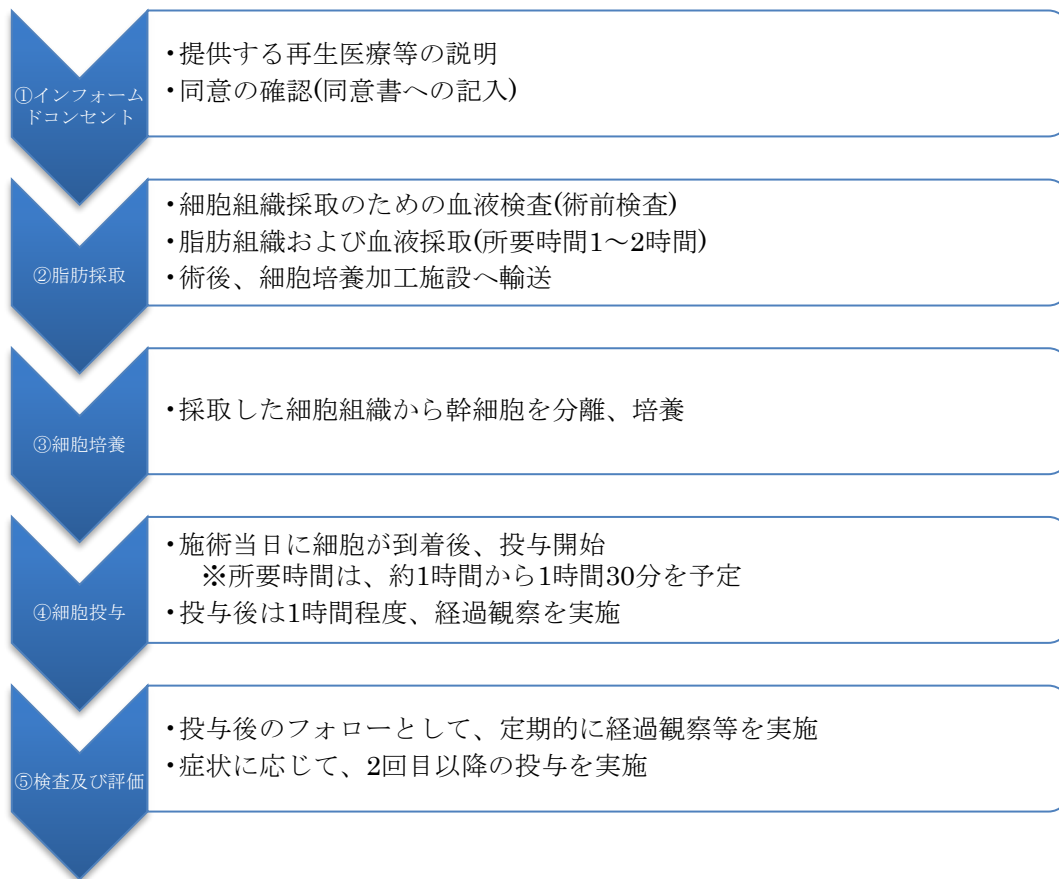 ①インフォーム
ドコンセント
・提供する再生医療等の説明
・同意の確認(同意書への記入)
②脂肪採取
・細胞組織採取のための血液検査(術前検査)
・脂肪組織および血液採取(所要時間1～2時間)
・術後、細胞培養加工施設へ輸送
③細胞培養
・採取した細胞組織から幹細胞を分離、培養
④細胞投与
・施術当日に細胞が到着後、投与開始
※所要時間は、約1時間から1時間30分を予定
・投与後は1時間程度、経過観察を実施
⑤検査及び評価
・投与後のフォローとして、定期的に経過観察等を実施
・症状に応じて、2回目以降の投与を実施